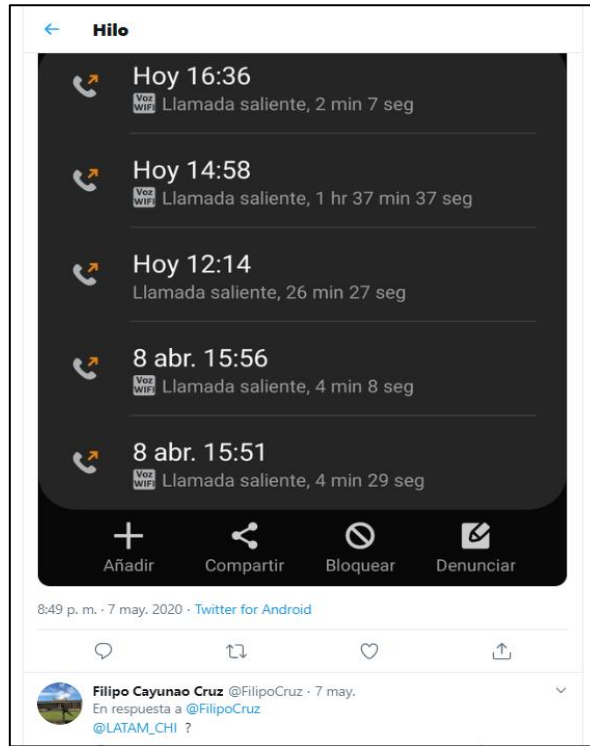 Hilo
Hoy 16:36
Voz WIFI Llamada saliente, 2 min 7 seg
Hoy 14:58
Voz WIFI Llamada saliente, 1 hr 37 min 37 seg
Hoy 12:14
Llamada saliente, 26 min 27 seg
8 abr. 15:56
Voz WIFI Llamada saliente, 4 min 8 seg
8 abr. 15:51
Voz WIFI Llamada saliente, 4 min 29 seg
Añadir Compartir Bloquear Denunciar
8:49 p. m. · 7 may. 2020 · Twitter for Android
Filipo Cayunao Cruz @FilipoCruz · 7 may.
En respuesta a @FilipoCruz
@LATAM_CHI ?